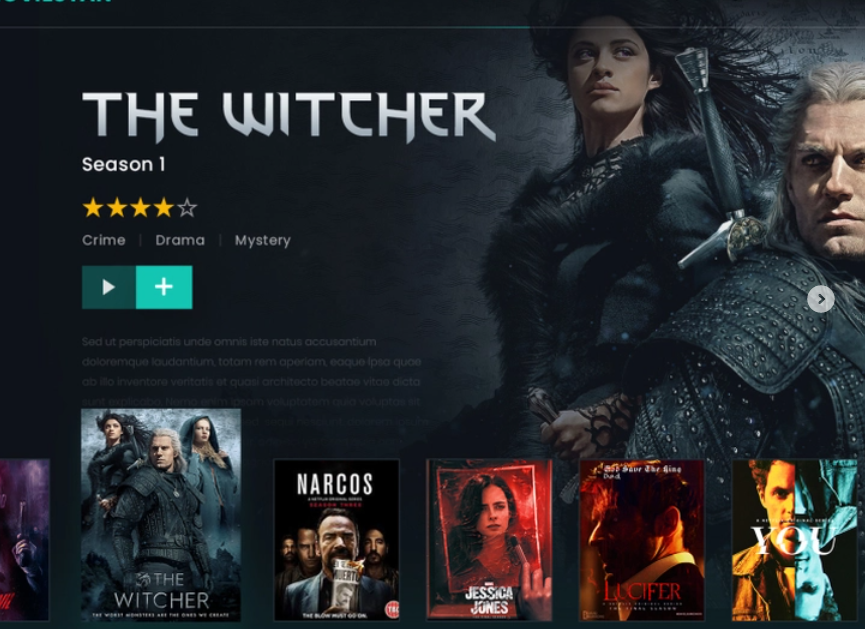 THE WITCHER
Season 1
Crime | Drama | Mystery
Sed ut perspiciatis unde omnis iste natus accusantium
doloremque laudantium, totam rem aperiam, eaque ipsa quae
ab illo inventore veritatis et quasi architecto beatae vitae dicta
sunt explicabo. Nemo enim ipsam voluptatem quia voluptas sit
THE
WITCHER
THE WORST MONSTERS ARE THE ONES WE CREATE
NARCOS
A NETFLIX ORIGINAL SERIES
SEASON THREE
THE BLOW MUST GO ON.
JESSICA
JONES
God Save The King
LUCIFER
THE FINAL SEASON
YOU